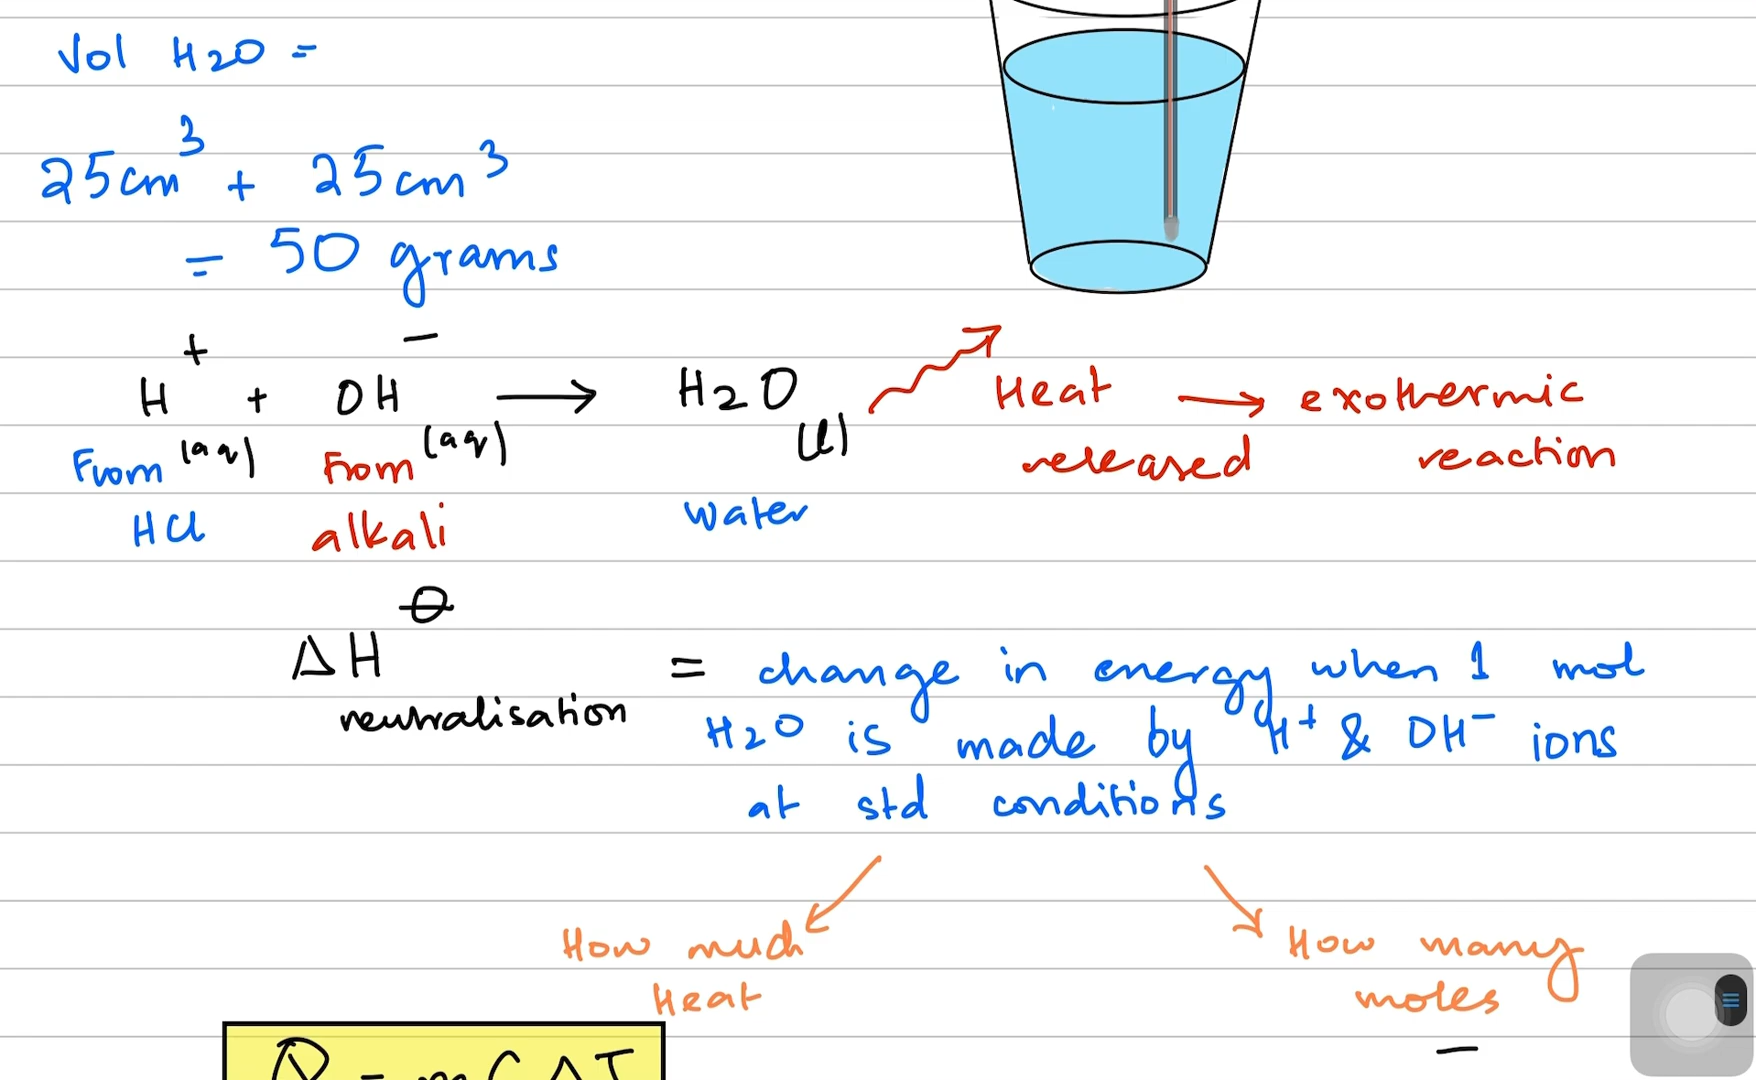 Vol H2O =
25cm³ + 25cm³
= 50 grams
H⁺(aq) + OH⁻(aq) → H2O(l) Heat → exothermic
From From released reaction
HCl alkali Water
ΔH⦵neutralisation = change in energy when 1 mol
H2O is made by H⁺ & OH⁻ ions
at std conditions
How much How many
Heat moles
Q = mCΔT